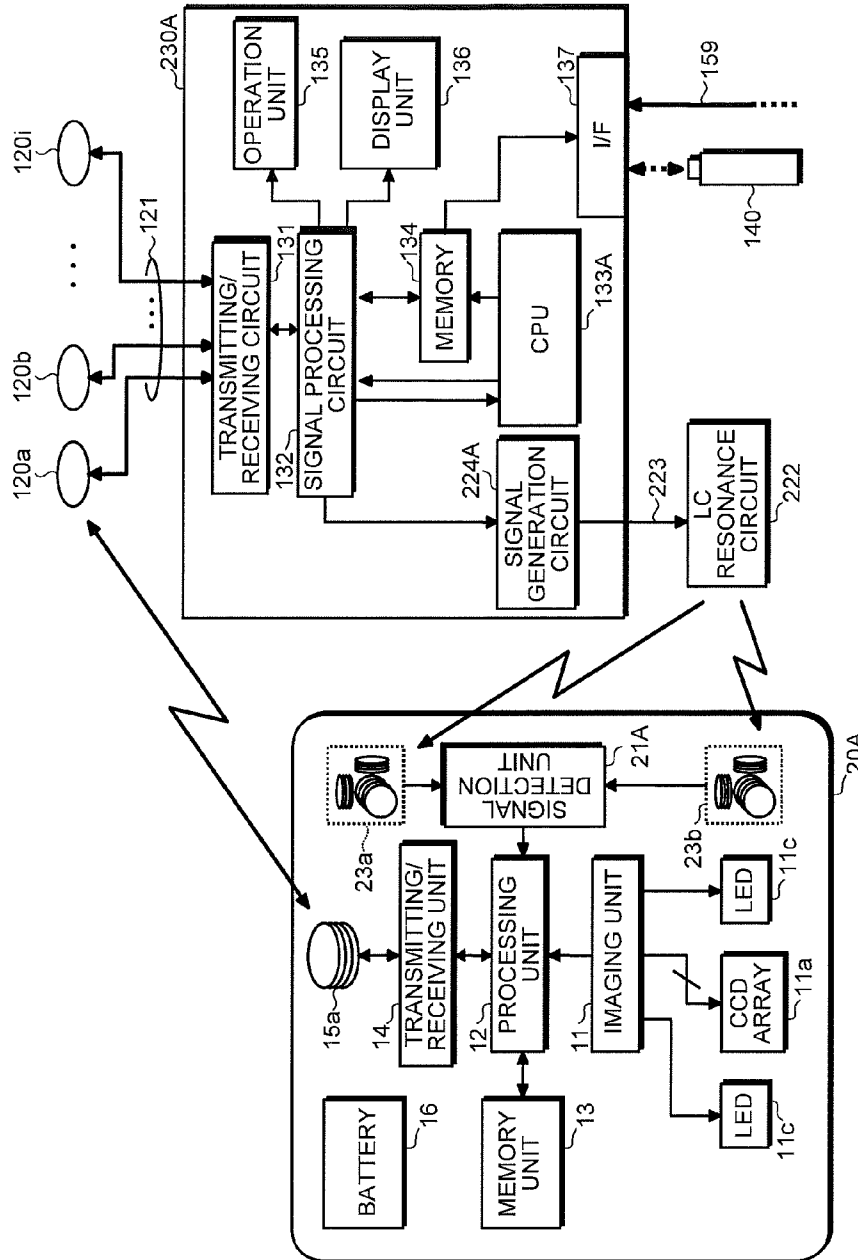 120a
120b
. . .
120i
121
. . .
230A
TRANSMITTING/
RECEIVING CIRCUIT
131
OPERATION
UNIT
135
132
SIGNAL PROCESSING
CIRCUIT
DISPLAY
UNIT
136
134
MEMORY
137
I/F
159
140
CPU
133A
224A
SIGNAL
GENERATION
CIRCUIT
223
LC
RESONANCE
CIRCUIT
222
15a
23a
BATTERY
16
14
TRANSMITTING/
RECEIVING UNIT
SIGNAL
DETECTION
UNIT
21A
MEMORY
UNIT
13
12
PROCESSING
UNIT
11
IMAGING UNIT
23b
LED
11c
CCD
ARRAY
11a
LED
11c
20A